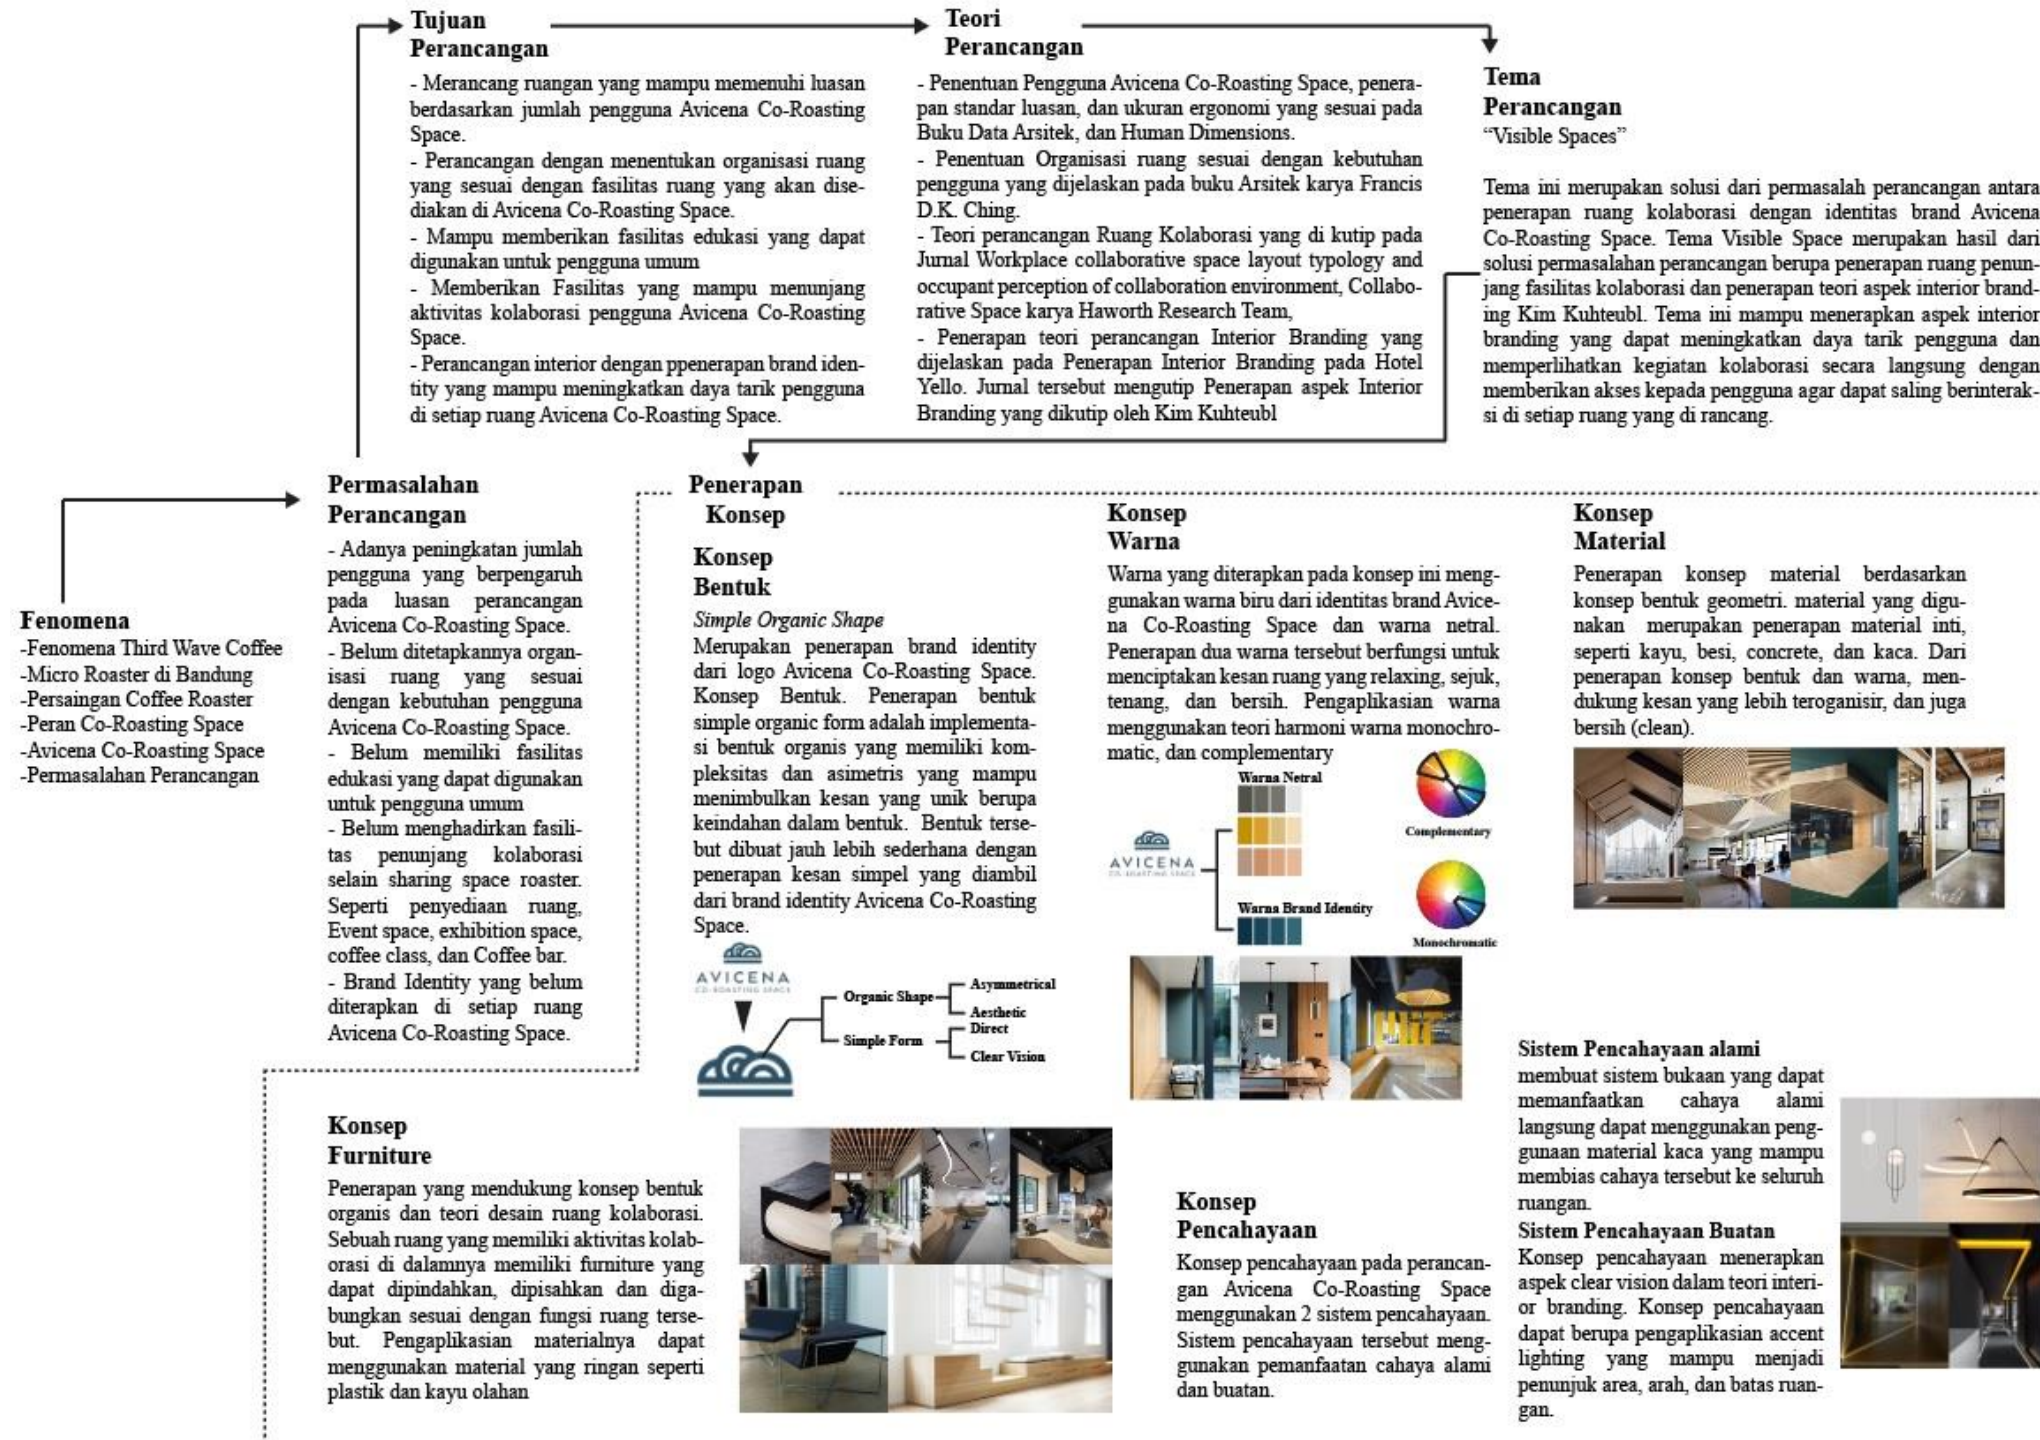 Tujuan
Perancangan
- Merancang ruangan yang mampu memenuhi luasan
berdasarkan jumlah pengguna Avicena Co-Roasting
Space.
- Perancangan dengan menentukan organisasi ruang
yang sesuai dengan fasilitas ruang yang akan dise-
diakan di Avicena Co-Roasting Space.
- Mampu memberikan fasilitas edukasi yang dapat
digunakan untuk pengguna umum
- Memberikan Fasilitas yang mampu menunjang
aktivitas kolaborasi pengguna Avicena Co-Roasting
Space.
- Perancangan interior dengan ppenerapan brand iden-
tity yang mampu meningkatkan daya tarik pengguna
di setiap ruang Avicena Co-Roasting Space.
Teori
Perancangan
- Penentuan Pengguna Avicena Co-Roasting Space, penera-
pan standar luasan, dan ukuran ergonomi yang sesuai pada
Buku Data Arsitek, dan Human Dimensions.
- Penentuan Organisasi ruang sesuai dengan kebutuhan
pengguna yang dijelaskan pada buku Arsitek karya Francis
D.K. Ching.
- Teori perancangan Ruang Kolaborasi yang di kutip pada
Jurnal Workplace collaborative space layout typology and
occupant perception of collaboration environment, Collabo-
rative Space karya Haworth Research Team,
- Penerapan teori perancangan Interior Branding yang
dijelaskan pada Penerapan Interior Branding pada Hotel
Yello. Jurnal tersebut mengutip Penerapan aspek Interior
Branding yang dikutip oleh Kim Kuhteubl
Tema
Perancangan
“Visible Spaces”
Tema ini merupakan solusi dari permasalah perancangan antara
penerapan ruang kolaborasi dengan identitas brand Avicena
Co-Roasting Space. Tema Visible Space merupakan hasil dari
solusi permasalahan perancangan berupa penerapan ruang penun-
jang fasilitas kolaborasi dan penerapan teori aspek interior brand-
ing Kim Kuhteubl. Tema ini mampu menerapkan aspek interior
branding yang dapat meningkatkan daya tarik pengguna dan
memperlihatkan kegiatan kolaborasi secara langsung dengan
memberikan akses kepada pengguna agar dapat saling berinterak-
si di setiap ruang yang di rancang.
Fenomena
-Fenomena Third Wave Coffee
-Micro Roaster di Bandung
-Persaingan Coffee Roaster
-Peran Co-Roasting Space
-Avicena Co-Roasting Space
-Permasalahan Perancangan
Permasalahan
Perancangan
- Adanya peningkatan jumlah
pengguna yang berpengaruh
pada luasan perancangan
Avicena Co-Roasting Space.
- Belum ditetapkannya organ-
isasi ruang yang sesuai
dengan kebutuhan pengguna
Avicena Co-Roasting Space.
- Belum memiliki fasilitas
edukasi yang dapat digunakan
untuk pengguna umum
- Belum menghadirkan fasili-
tas penunjang kolaborasi
selain sharing space roaster.
Seperti penyediaan ruang,
Event space, exhibition space,
coffee class, dan Coffee bar.
- Brand Identity yang belum
diterapkan di setiap ruang
Avicena Co-Roasting Space.
Penerapan
Konsep
Konsep
Bentuk
Simple Organic Shape
Merupakan penerapan brand identity
dari logo Avicena Co-Roasting Space.
Konsep Bentuk. Penerapan bentuk
simple organic form adalah implementa-
si bentuk organis yang memiliki kom-
pleksitas dan asimetris yang mampu
menimbulkan kesan yang unik berupa
keindahan dalam bentuk. Bentuk terse-
but dibuat jauh lebih sederhana dengan
penerapan kesan simpel yang diambil
dari brand identity Avicena Co-Roasting
Space.
AVICENA
CO-ROASTING SPACE
Organic Shape
Asymmetrical
Aesthetic
Simple Form
Direct
Clear Vision
Konsep
Warna
Warna yang diterapkan pada konsep ini meng-
gunakan warna biru dari identitas brand Avice-
na Co-Roasting Space dan warna netral.
Penerapan dua warna tersebut berfungsi untuk
menciptakan kesan ruang yang relaxing, sejuk,
tenang, dan bersih. Pengaplikasian warna
menggunakan teori harmoni warna monochro-
matic, dan complementary
Warna Netral
Complementary
AVICENA
CO-ROASTING SPACE
Warna Brand Identity
Monochromatic
Konsep
Material
Penerapan konsep material berdasarkan
konsep bentuk geometri. material yang digu-
nakan merupakan penerapan material inti,
seperti kayu, besi, concrete, dan kaca. Dari
penerapan konsep bentuk dan warna, men-
dukung kesan yang lebih teroganisir, dan juga
bersih (clean).
Konsep
Furniture
Penerapan yang mendukung konsep bentuk
organis dan teori desain ruang kolaborasi.
Sebuah ruang yang memiliki aktivitas kolab-
orasi di dalamnya memiliki furniture yang
dapat dipindahkan, dipisahkan dan diga-
bungkan sesuai dengan fungsi ruang terse-
but. Pengaplikasian materialnya dapat
menggunakan material yang ringan seperti
plastik dan kayu olahan
Konsep
Pencahayaan
Konsep pencahayaan pada perancan-
gan Avicena Co-Roasting Space
menggunakan 2 sistem pencahayaan.
Sistem pencahayaan tersebut meng-
gunakan pemanfaatan cahaya alami
dan buatan.
Sistem Pencahayaan alami
membuat sistem bukaan yang dapat
memanfaatkan cahaya alami
langsung dapat menggunakan peng-
gunaan material kaca yang mampu
membias cahaya tersebut ke seluruh
ruangan.
Sistem Pencahayaan Buatan
Konsep pencahayaan menerapkan
aspek clear vision dalam teori interi-
or branding. Konsep pencahayaan
dapat berupa pengaplikasian accent
lighting yang mampu menjadi
penunjuk area, arah, dan batas ruan-
gan.